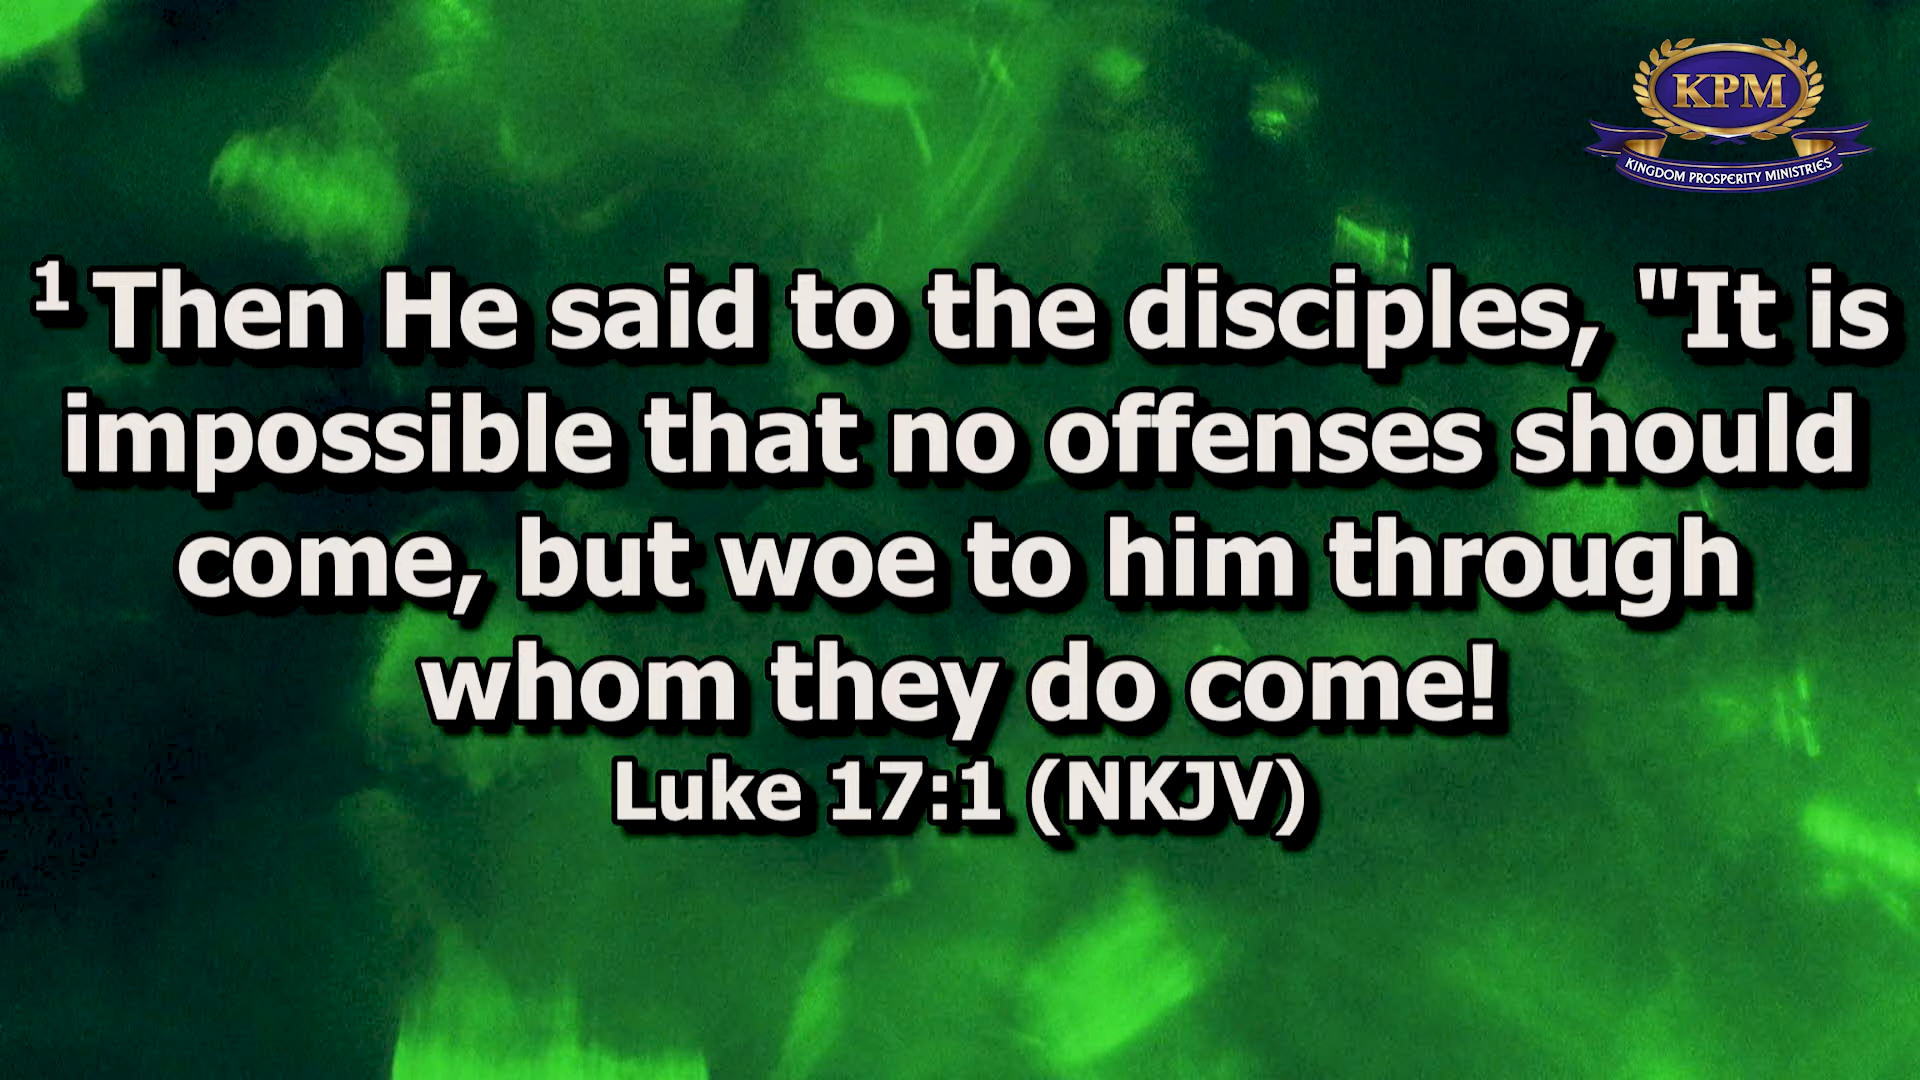 KPM
KINGDOM PROSPERITY MINISTRIES
1 Then He said to the disciples, "It is
impossible that no offenses should
come, but woe to him through
whom they do come!
Luke 17:1 (NKJV)